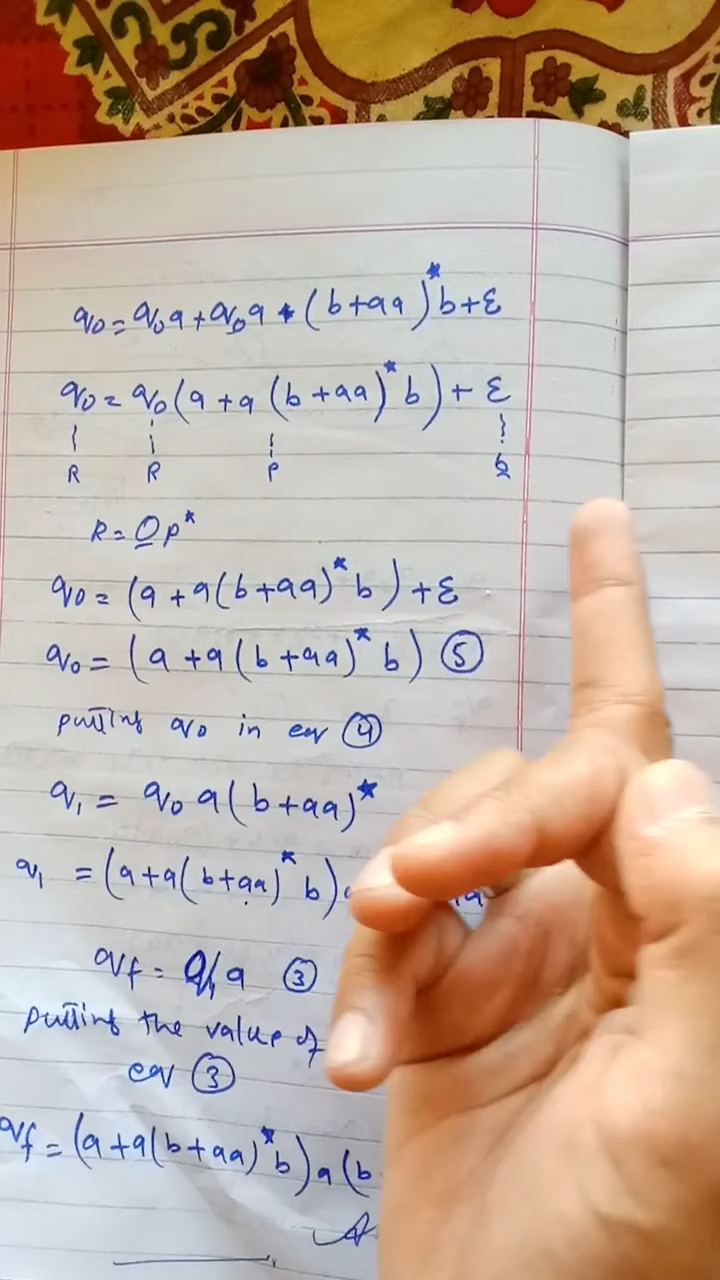 q0 = q0a + q0a * (b+aa)*b+ε
q0 = q0(a+a(b+aa)*b)+ε
R R P Q
R = QP*
q0 = (a+a(b+aa)*b)+ε
q0 = (a+a(b+aa)*b) ⑤
putting q0 in eq ④
q1 = q0 a(b+aa)*
q1 = (a+a(b+aa)*b)
qf = q1a ③
putting the value of
eq ③
qf = (a+a(b+aa)*b)a(b